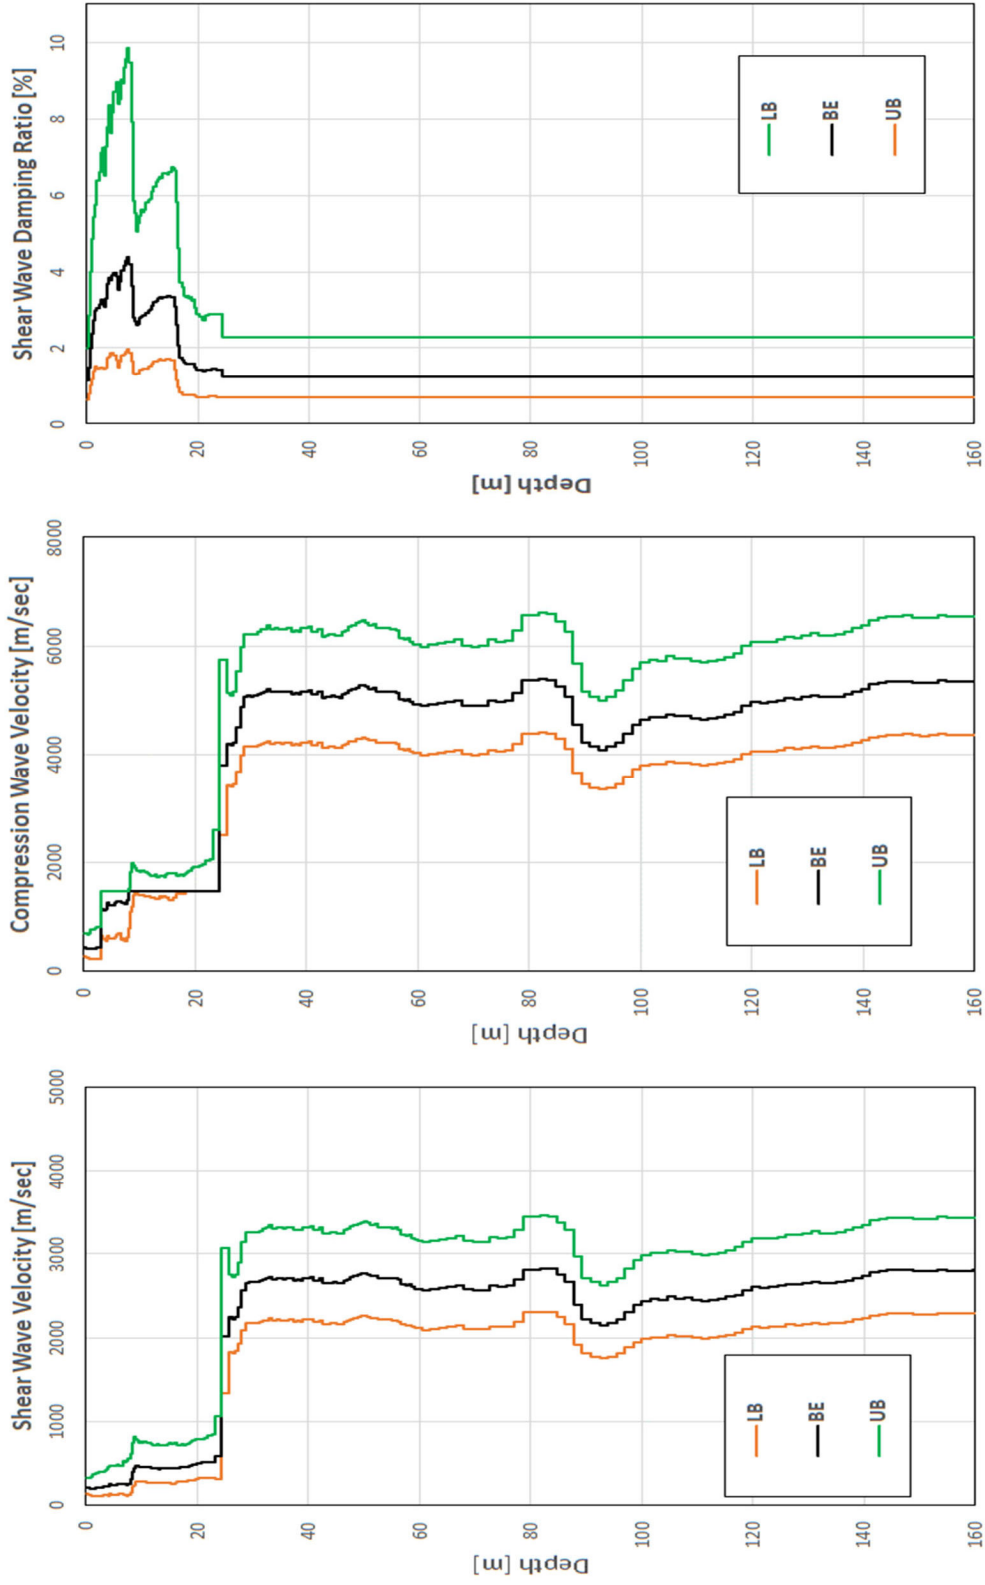 Shear Wave Velocity [m/sec]
0 1000 2000 3000 4000 5000
0
20
40
60
80
100
120
140
160
Depth [m]
LB
BE
UB
Compression Wave Velocity [m/sec]
0 2000 4000 6000 8000
0
20
40
60
80
100
120
140
160
Depth [m]
LB
BE
UB
Shear Wave Damping Ratio [%]
0 2 4 6 8 10
0
20
40
60
80
100
120
140
160
Depth [m]
LB
BE
UB